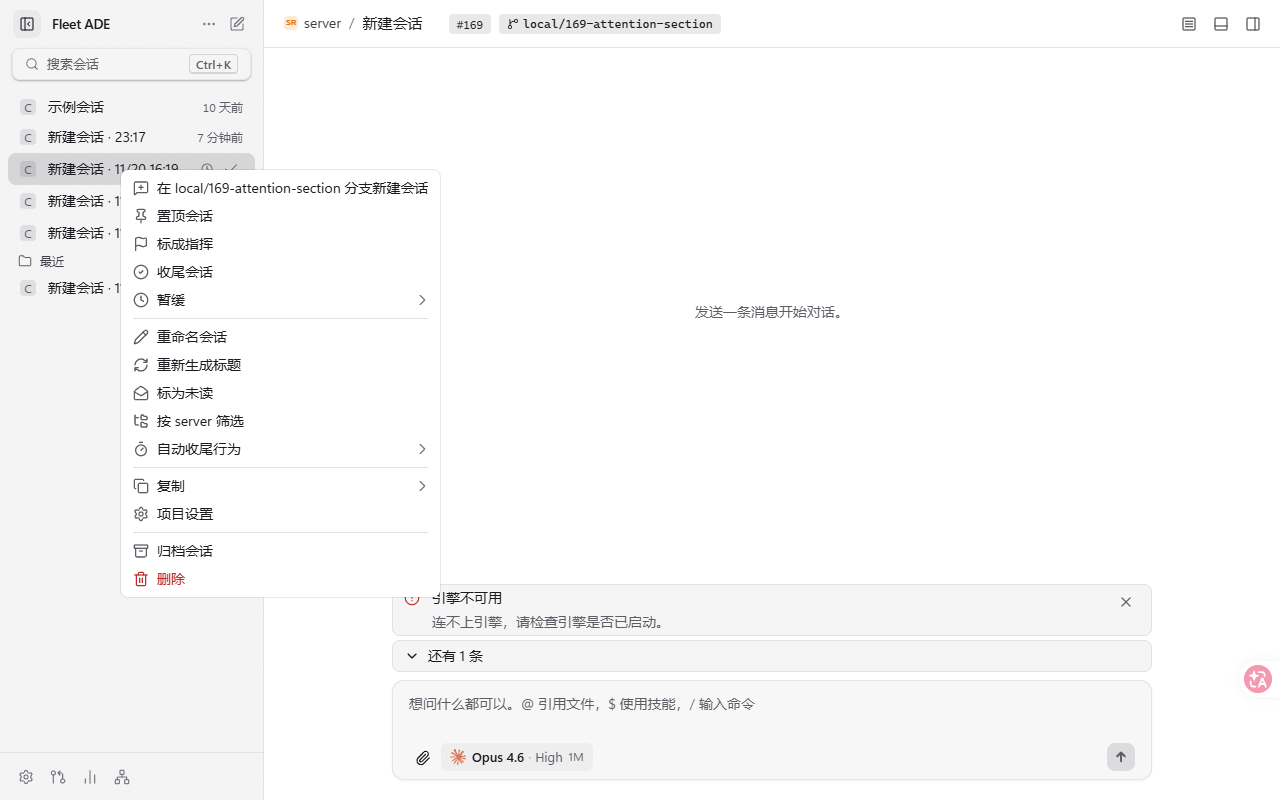 Fleet ADE
搜索会话
Ctrl+K
C 示例会话 10 天前
C 新建会话 · 23:17 7 分钟前
C 新建会话 · 11/20 16:19
C 新建会话 · 1
C 新建会话 · 1
最近
C 新建会话 · 1
SR server / 新建会话 #169 local/169-attention-section
在 local/169-attention-section 分支新建会话
置顶会话
标成指挥
收尾会话
暂缓
重命名会话
重新生成标题
标为未读
按 server 筛选
自动收尾行为
复制
项目设置
归档会话
删除
发送一条消息开始对话。
引擎不可用
连不上引擎，请检查引擎是否已启动。
还有 1 条
想问什么都可以。@ 引用文件，$ 使用技能，/ 输入命令
Opus 4.6 · High 1M